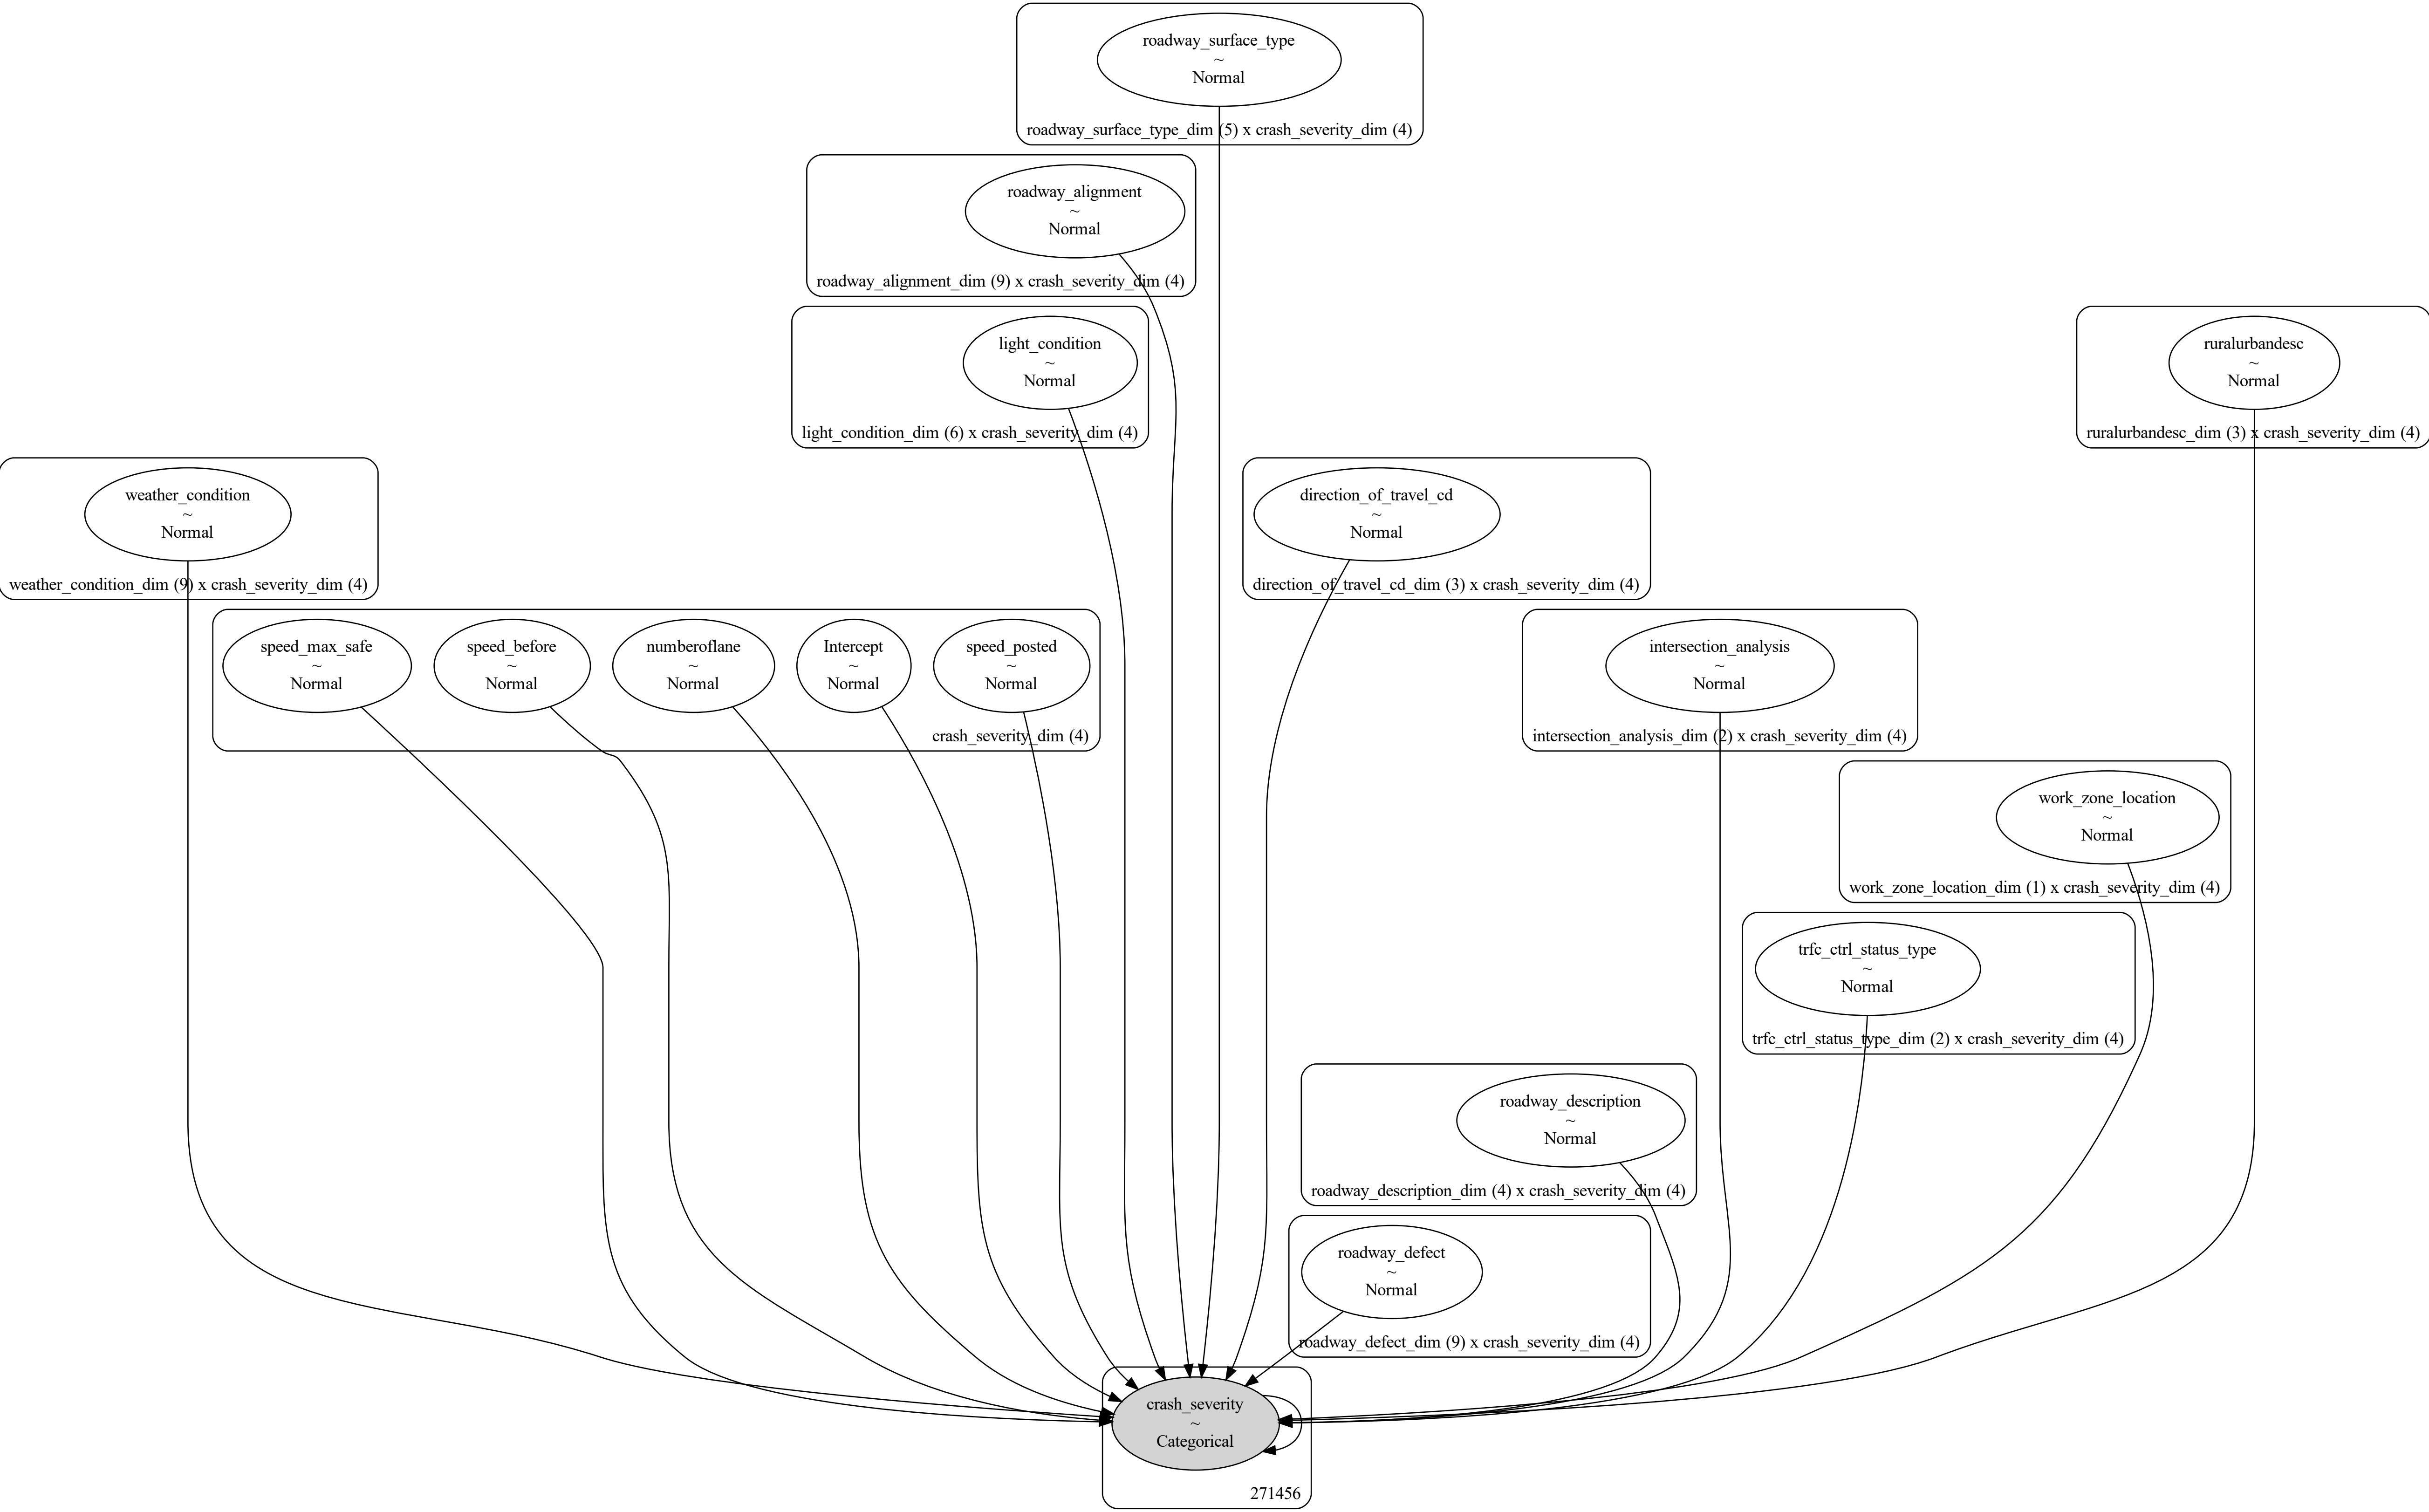 roadway_surface_type
~
Normal
roadway_surface_type_dim (5) x crash_severity_dim (4)
roadway_alignment
~
Normal
roadway_alignment_dim (9) x crash_severity_dim (4)
light_condition
~
Normal
light_condition_dim (6) x crash_severity_dim (4)
ruralurbandesc
~
Normal
ruralurbandesc_dim (3) x crash_severity_dim (4)
weather_condition
~
Normal
weather_condition_dim (9) x crash_severity_dim (4)
direction_of_travel_cd
~
Normal
direction_of_travel_cd_dim (3) x crash_severity_dim (4)
speed_max_safe
~
Normal
speed_before
~
Normal
numberoflane
~
Normal
Intercept
~
Normal
speed_posted
~
Normal
crash_severity_dim (4)
intersection_analysis
~
Normal
intersection_analysis_dim (2) x crash_severity_dim (4)
work_zone_location
~
Normal
work_zone_location_dim (1) x crash_severity_dim (4)
trfc_ctrl_status_type
~
Normal
trfc_ctrl_status_type_dim (2) x crash_severity_dim (4)
roadway_description
~
Normal
roadway_description_dim (4) x crash_severity_dim (4)
roadway_defect
~
Normal
roadway_defect_dim (9) x crash_severity_dim (4)
crash_severity
~
Categorical
271456